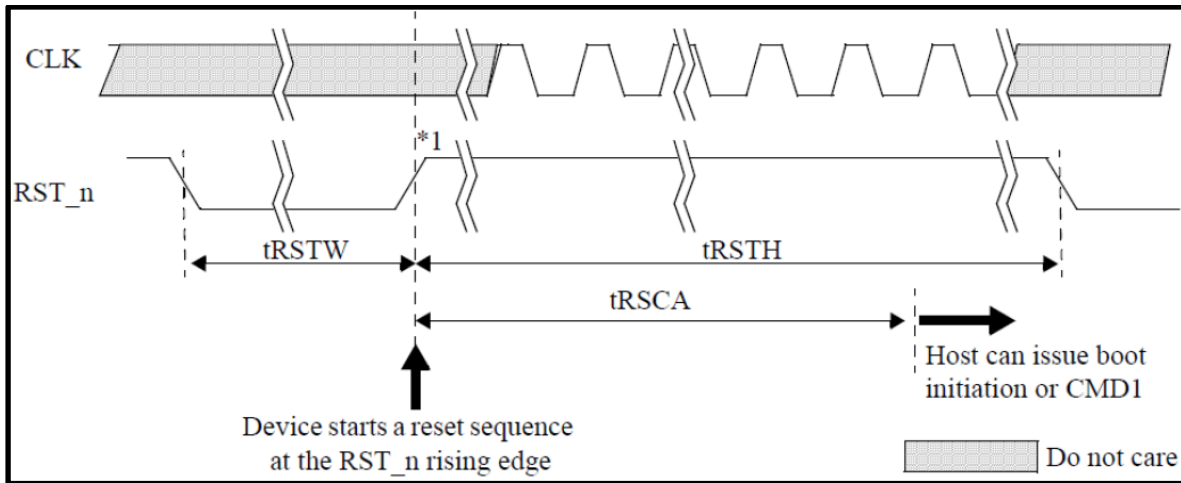 CLK
*1
RST_n
tRSTW
tRSTH
tRSCA
Host can issue boot
initiation or CMD1
Device starts a reset sequence
at the RST_n rising edge
Do not care